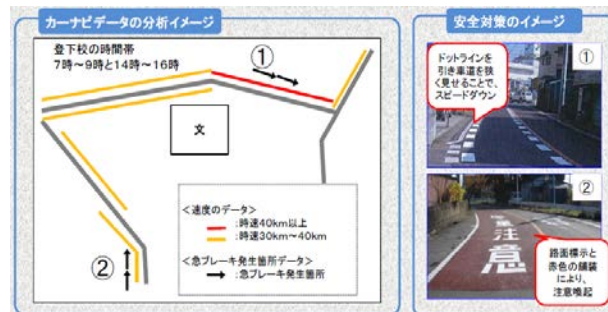 カーナビデータの分析イメージ
登下校の時間帯
7時～9時と14時～16時
①
文
②
<速度のデータ>
:時速40km以上
:時速30km～40km
<急ブレーキ発生箇所データ>
:急ブレーキ発生箇所
安全対策のイメージ
①
ドットラインを
引き車道を狭
く見せることで、
スピードダウン
②
注意
路面標示と
赤色の舗装
により、
注意喚起